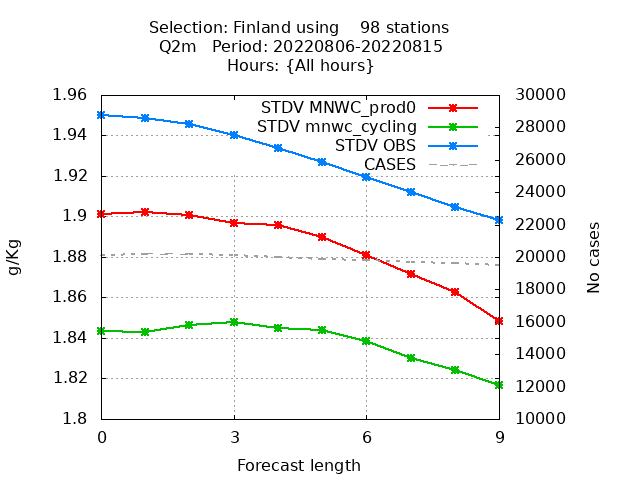 Selection: Finland using    98 stations
Q2m   Period: 20220806-20220815
Hours: {All hours}
STDV MNWC_prod0
STDV mnwc_cycling
STDV OBS
CASES
g/Kg
1.96
1.94
1.92
1.9
1.88
1.86
1.84
1.82
1.8
30000
28000
26000
24000
22000
20000
18000
16000
14000
12000
10000
No cases
0 3 6 9
Forecast length